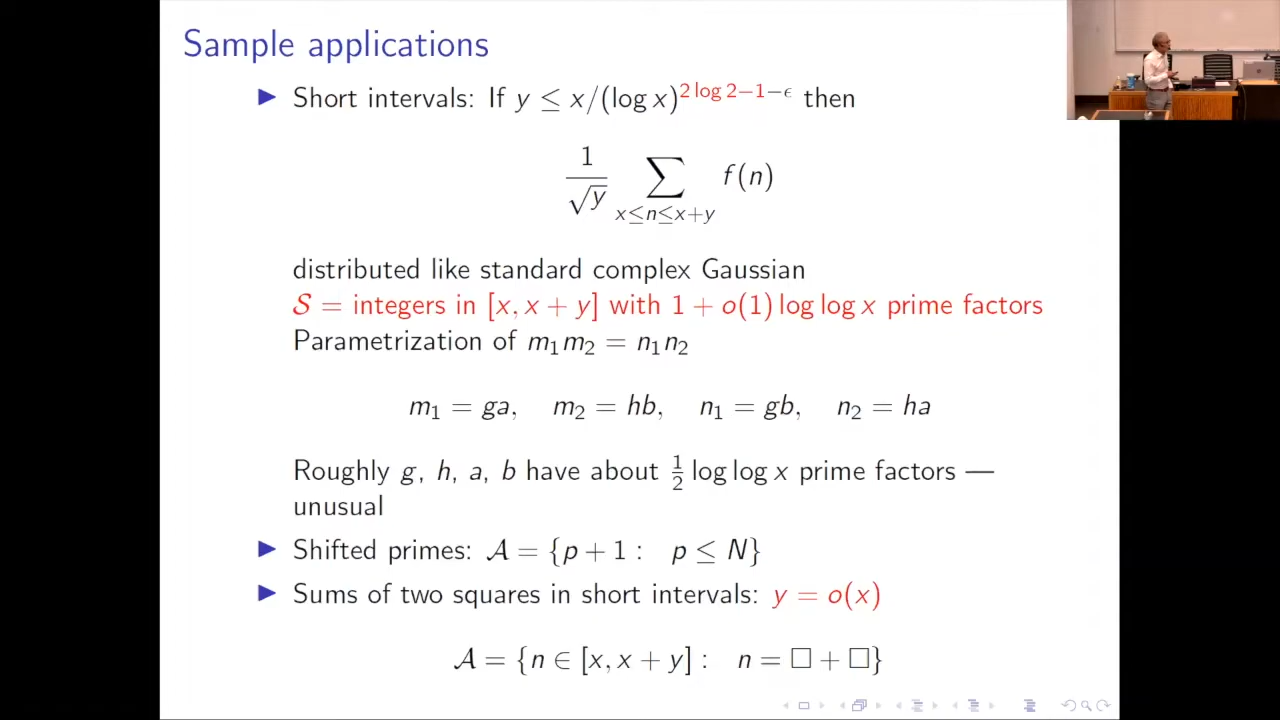 Sample applications
▶ Short intervals: If y ≤ x/(log x)^{2 log 2−1−ϵ} then
\frac{1}{\sqrt{y}} \sum_{x≤n≤x+y} f(n)
distributed like standard complex Gaussian
𝒮 = integers in [x, x + y] with 1 + o(1) log log x prime factors
Parametrization of m₁m₂ = n₁n₂
m₁ = ga, m₂ = hb, n₁ = gb, n₂ = ha
Roughly g, h, a, b have about ½ log log x prime factors —
unusual
▶ Shifted primes: 𝒜 = {p + 1 : p ≤ N}
▶ Sums of two squares in short intervals: y = o(x)
𝒜 = {n ∈ [x, x + y] : n = □ + □}